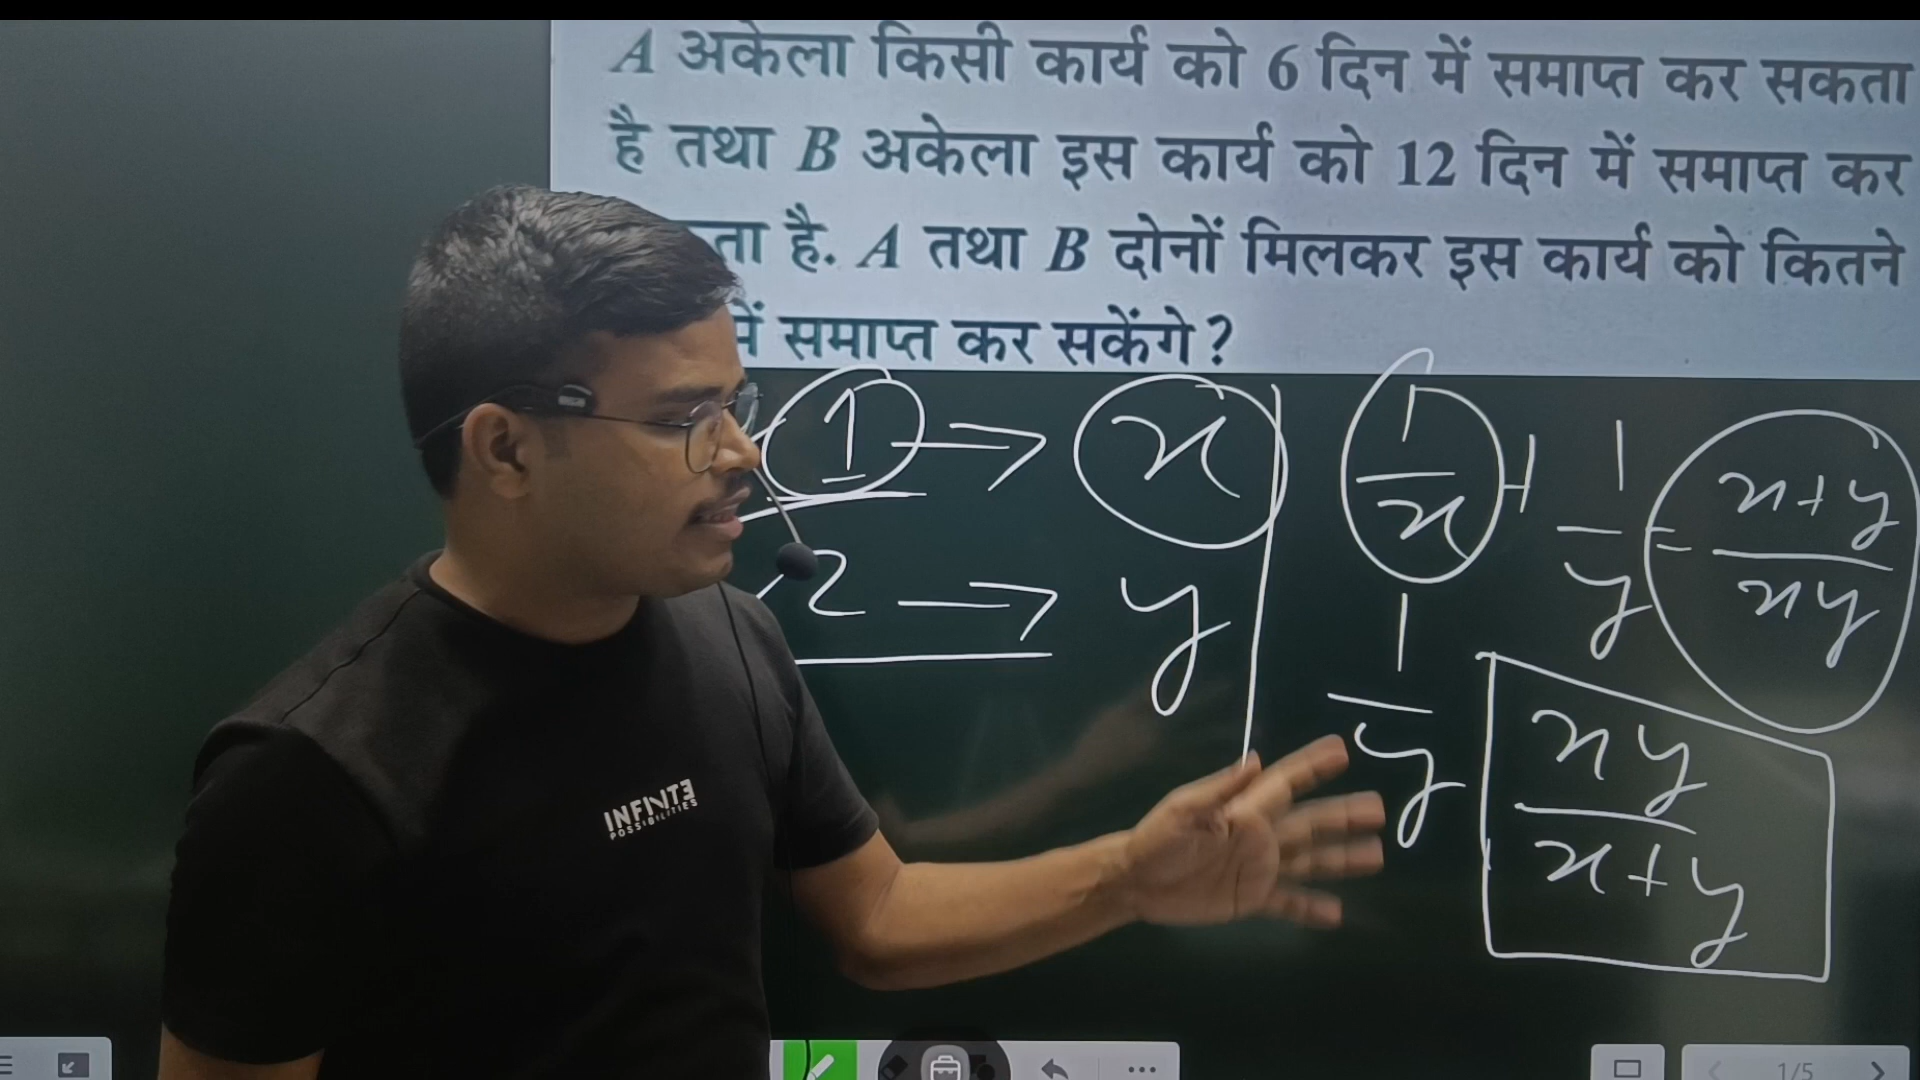 A अकेला किसी कार्य को 6 दिन में समाप्त कर सकता
है तथा B अकेला इस कार्य को 12 दिन में समाप्त कर
है. A तथा B दोनों मिलकर इस कार्य को कितने
में समाप्त कर सकेंगे ?
1 → x
2 → y
1/x + 1/y = x+y/xy
1/y
xy/x+y
INFINITE
POSSIBILITIES
1/5